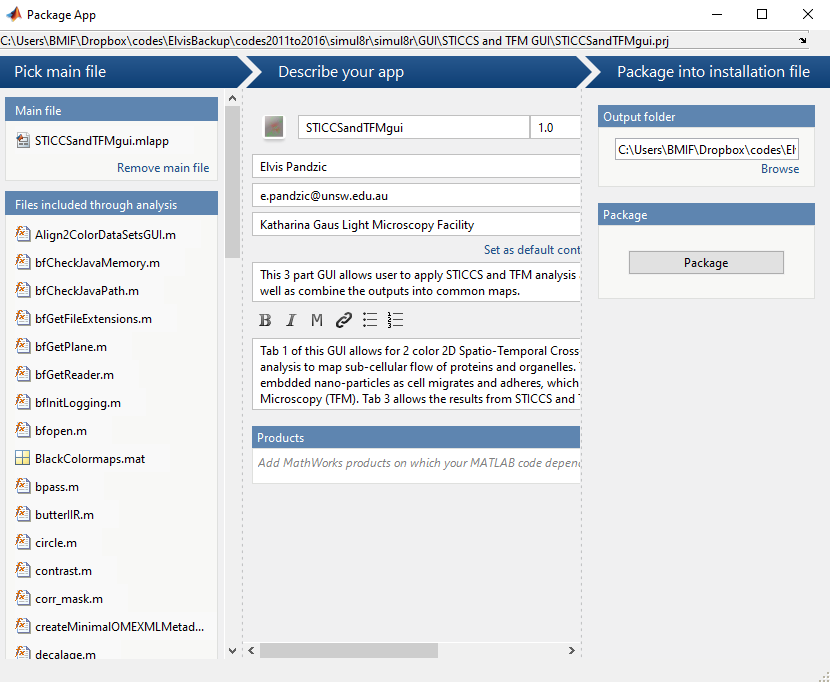 Package App
C:\Users\BMIF\Dropbox\codes\ElvisBackup\codes2011to2016\simul8r\simul8r\GUI\STICCS and TFM GUI\STICCSandTFMgui.prj
Pick main file
Describe your app
Package into installation file
Main file
STICCSandTFMgui.mlapp
Remove main file
Files included through analysis
Align2ColorDataSetsGUI.m
bfCheckJavaMemory.m
bfCheckJavaPath.m
bfGetFileExtensions.m
bfGetPlane.m
bfGetReader.m
bfInitLogging.m
bfopen.m
BlackColormaps.mat
bpass.m
butterIIR.m
circle.m
contrast.m
corr_mask.m
createMinimalOMEXMLMetad...
decalage.m
STICCSandTFMgui
1.0
Elvis Pandzic
e.pandzic@unsw.edu.au
Katharina Gaus Light Microscopy Facility
Set as default cont
This 3 part GUI allows user to apply STICCS and TFM analysis
well as combine the outputs into common maps.
B I M
Tab 1 of this GUI allows for 2 color 2D Spatio-Temporal Cross
analysis to map sub-cellular flow of proteins and organelles.
embdded nano-particles as cell migrates and adheres, which
Microscopy (TFM). Tab 3 allows the results from STICCS and T
Products
Add MathWorks products on which your MATLAB code depend
Output folder
C:\Users\BMIF\Dropbox\codes\El
Browse
Package
Package